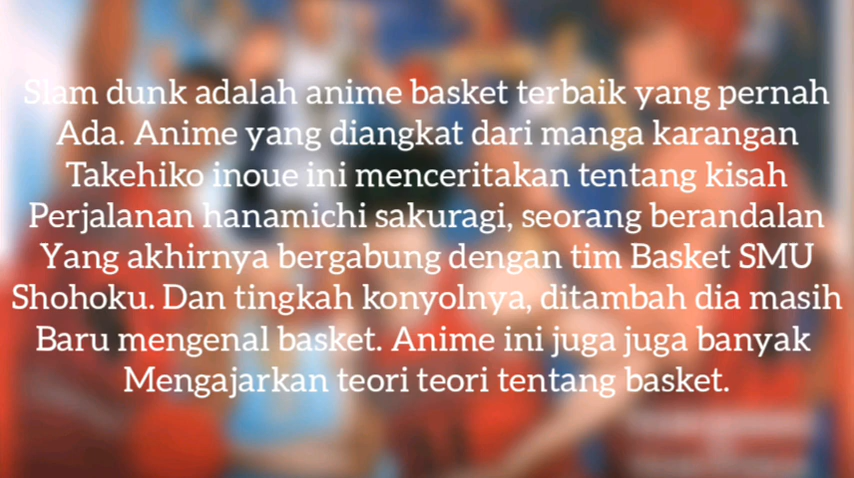 Slam dunk adalah anime basket terbaik yang pernah
Ada. Anime yang diangkat dari manga karangan
Takehiko inoue ini menceritakan tentang kisah
Perjalanan hanamichi sakuragi, seorang berandalan
Yang akhirnya bergabung dengan tim Basket SMU
Shohoku. Dan tingkah konyolnya, ditambah dia masih
Baru mengenal basket. Anime ini juga juga banyak
Mengajarkan teori teori tentang basket.